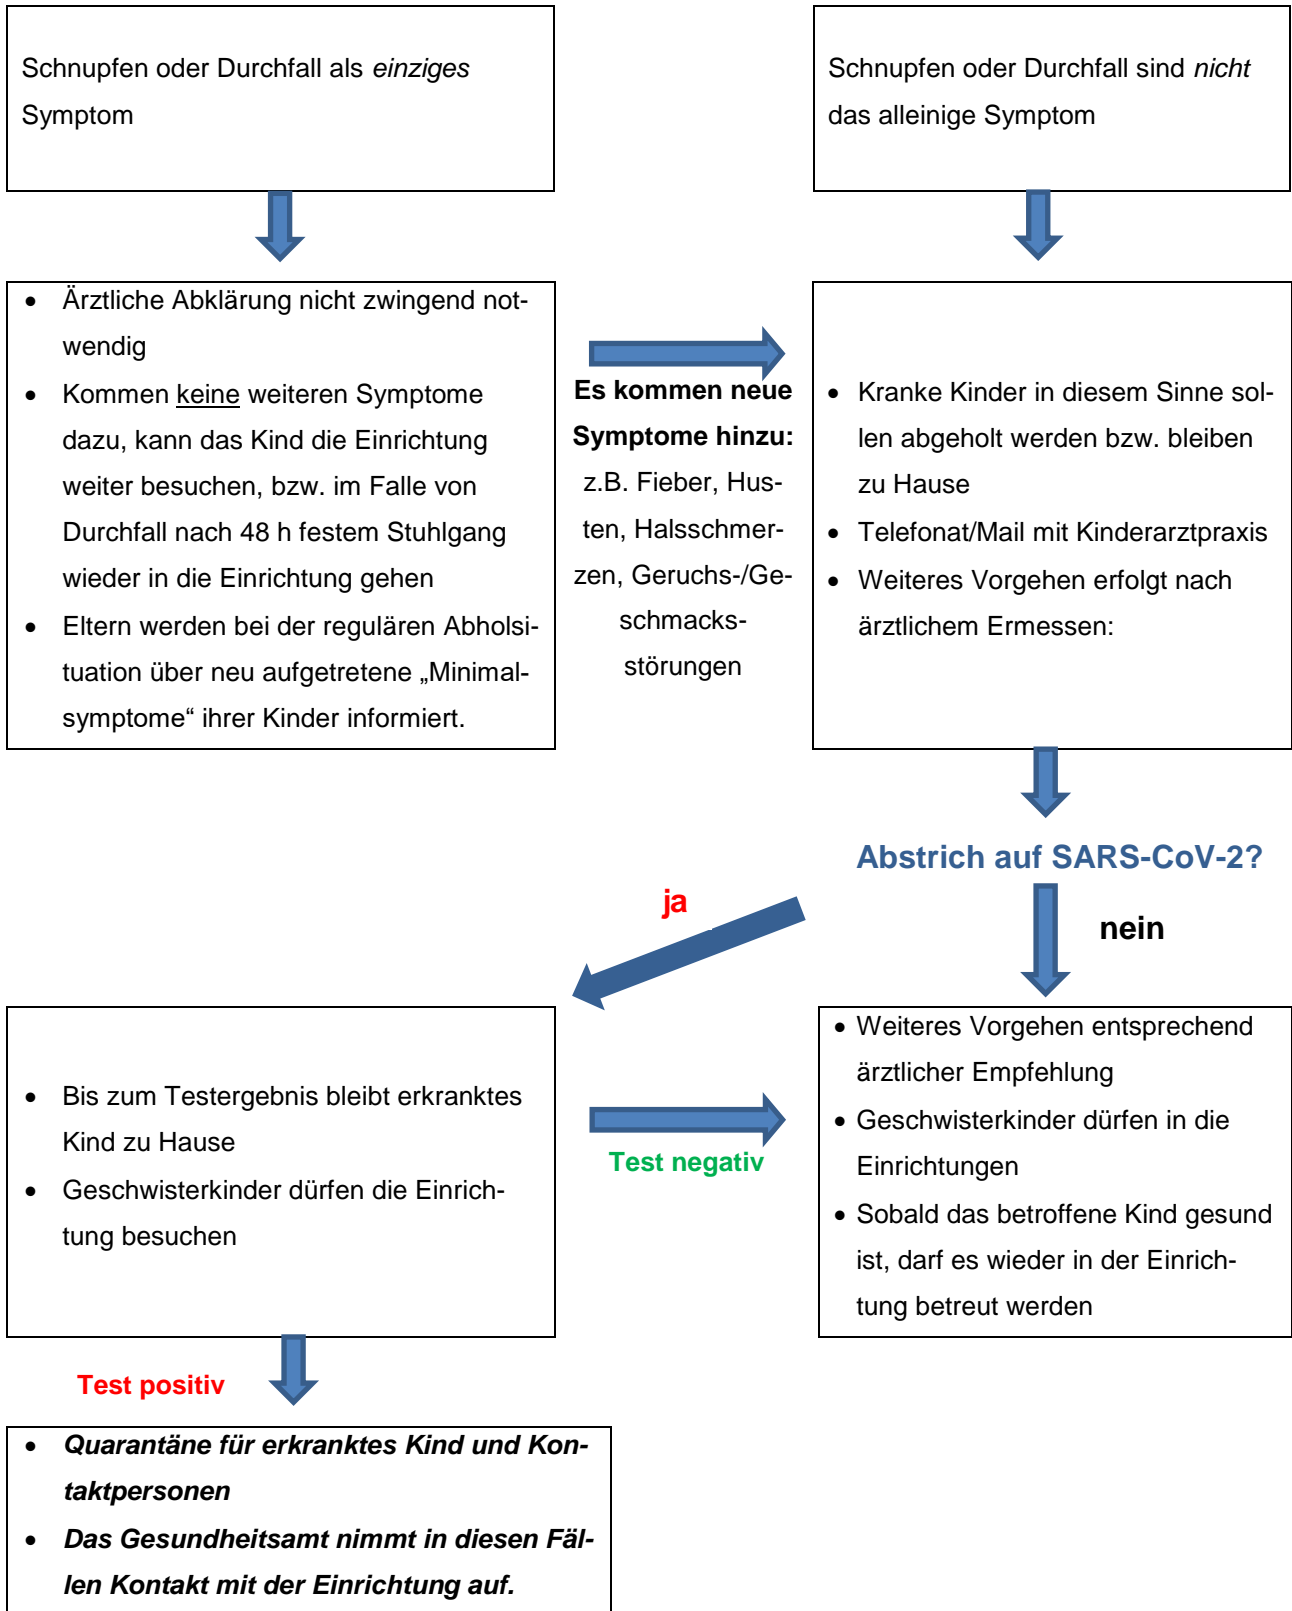 Schnupfen oder Durchfall als einziges
Symptom
Schnupfen oder Durchfall sind nicht
das alleinige Symptom
• Ärztliche Abklärung nicht zwingend not-
wendig
• Kommen keine weiteren Symptome
dazu, kann das Kind die Einrichtung
weiter besuchen, bzw. im Falle von
Durchfall nach 48 h festem Stuhlgang
wieder in die Einrichtung gehen
• Eltern werden bei der regulären Abholsi-
tuation über neu aufgetretene „Minimal-
symptome“ ihrer Kinder informiert.
Es kommen neue
Symptome hinzu:
z.B. Fieber, Hus-
ten, Halsschmer-
zen, Geruchs-/Ge-
schmacks-
störungen
• Kranke Kinder in diesem Sinne sol-
len abgeholt werden bzw. bleiben
zu Hause
• Telefonat/Mail mit Kinderarztpraxis
• Weiteres Vorgehen erfolgt nach
ärztlichem Ermessen:
Abstrich auf SARS-CoV-2?
ja
nein
• Bis zum Testergebnis bleibt erkranktes
Kind zu Hause
• Geschwisterkinder dürfen die Einrich-
tung besuchen
Test negativ
• Weiteres Vorgehen entsprechend
ärztlicher Empfehlung
• Geschwisterkinder dürfen in die
Einrichtungen
• Sobald das betroffene Kind gesund
ist, darf es wieder in der Einrich-
tung betreut werden
Test positiv
• Quarantäne für erkranktes Kind und Kon-
taktpersonen
• Das Gesundheitsamt nimmt in diesen Fäl-
len Kontakt mit der Einrichtung auf.